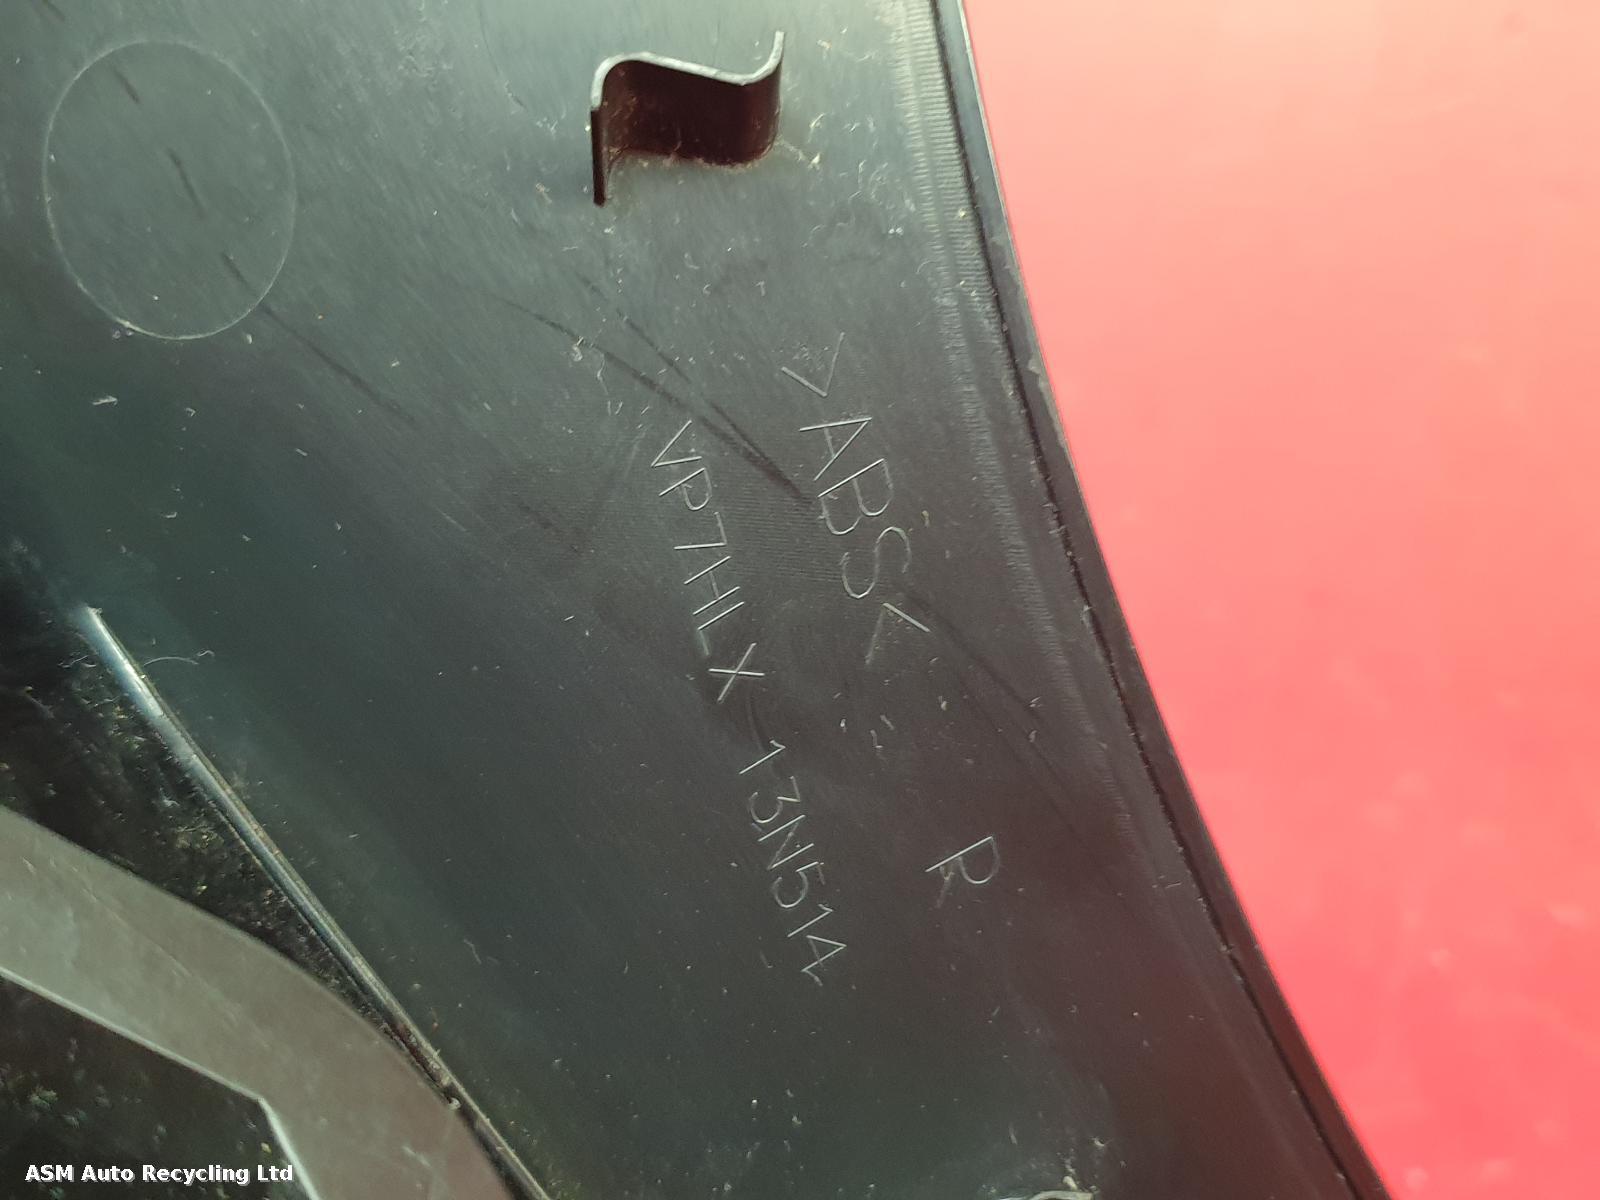 >ABS<
VP7HLX 13N514
R
ASM Auto Recycling Ltd